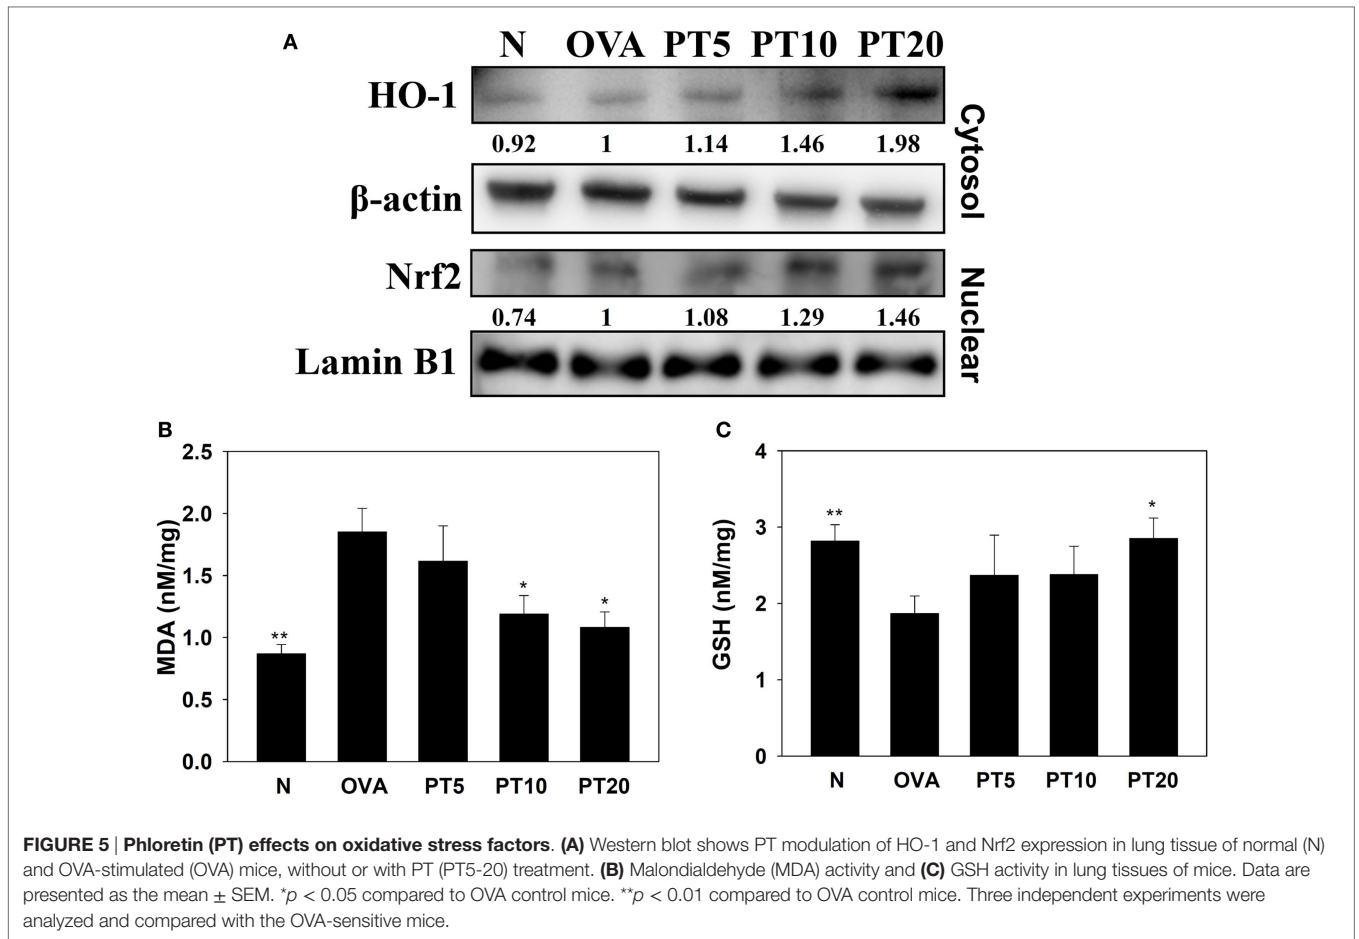 A
N OVA PT5 PT10 PT20
HO-1
0.92 1 1.14 1.46 1.98
β-actin
Cytosol
Nrf2
0.74 1 1.08 1.29 1.46
Lamin B1
Nuclear
B
MDA (nM/mg)
2.5
2.0
1.5
1.0
0.5
0.0
**
*
*
N OVA PT5 PT10 PT20
C
GSH (nM/mg)
4
3
2
1
0
**
*
N OVA PT5 PT10 PT20
FIGURE 5 | Phloretin (PT) effects on oxidative stress factors. (A) Western blot shows PT modulation of HO-1 and Nrf2 expression in lung tissue of normal (N)
and OVA-stimulated (OVA) mice, without or with PT (PT5-20) treatment. (B) Malondialdehyde (MDA) activity and (C) GSH activity in lung tissues of mice. Data are
presented as the mean ± SEM. *p < 0.05 compared to OVA control mice. **p < 0.01 compared to OVA control mice. Three independent experiments were
analyzed and compared with the OVA-sensitive mice.